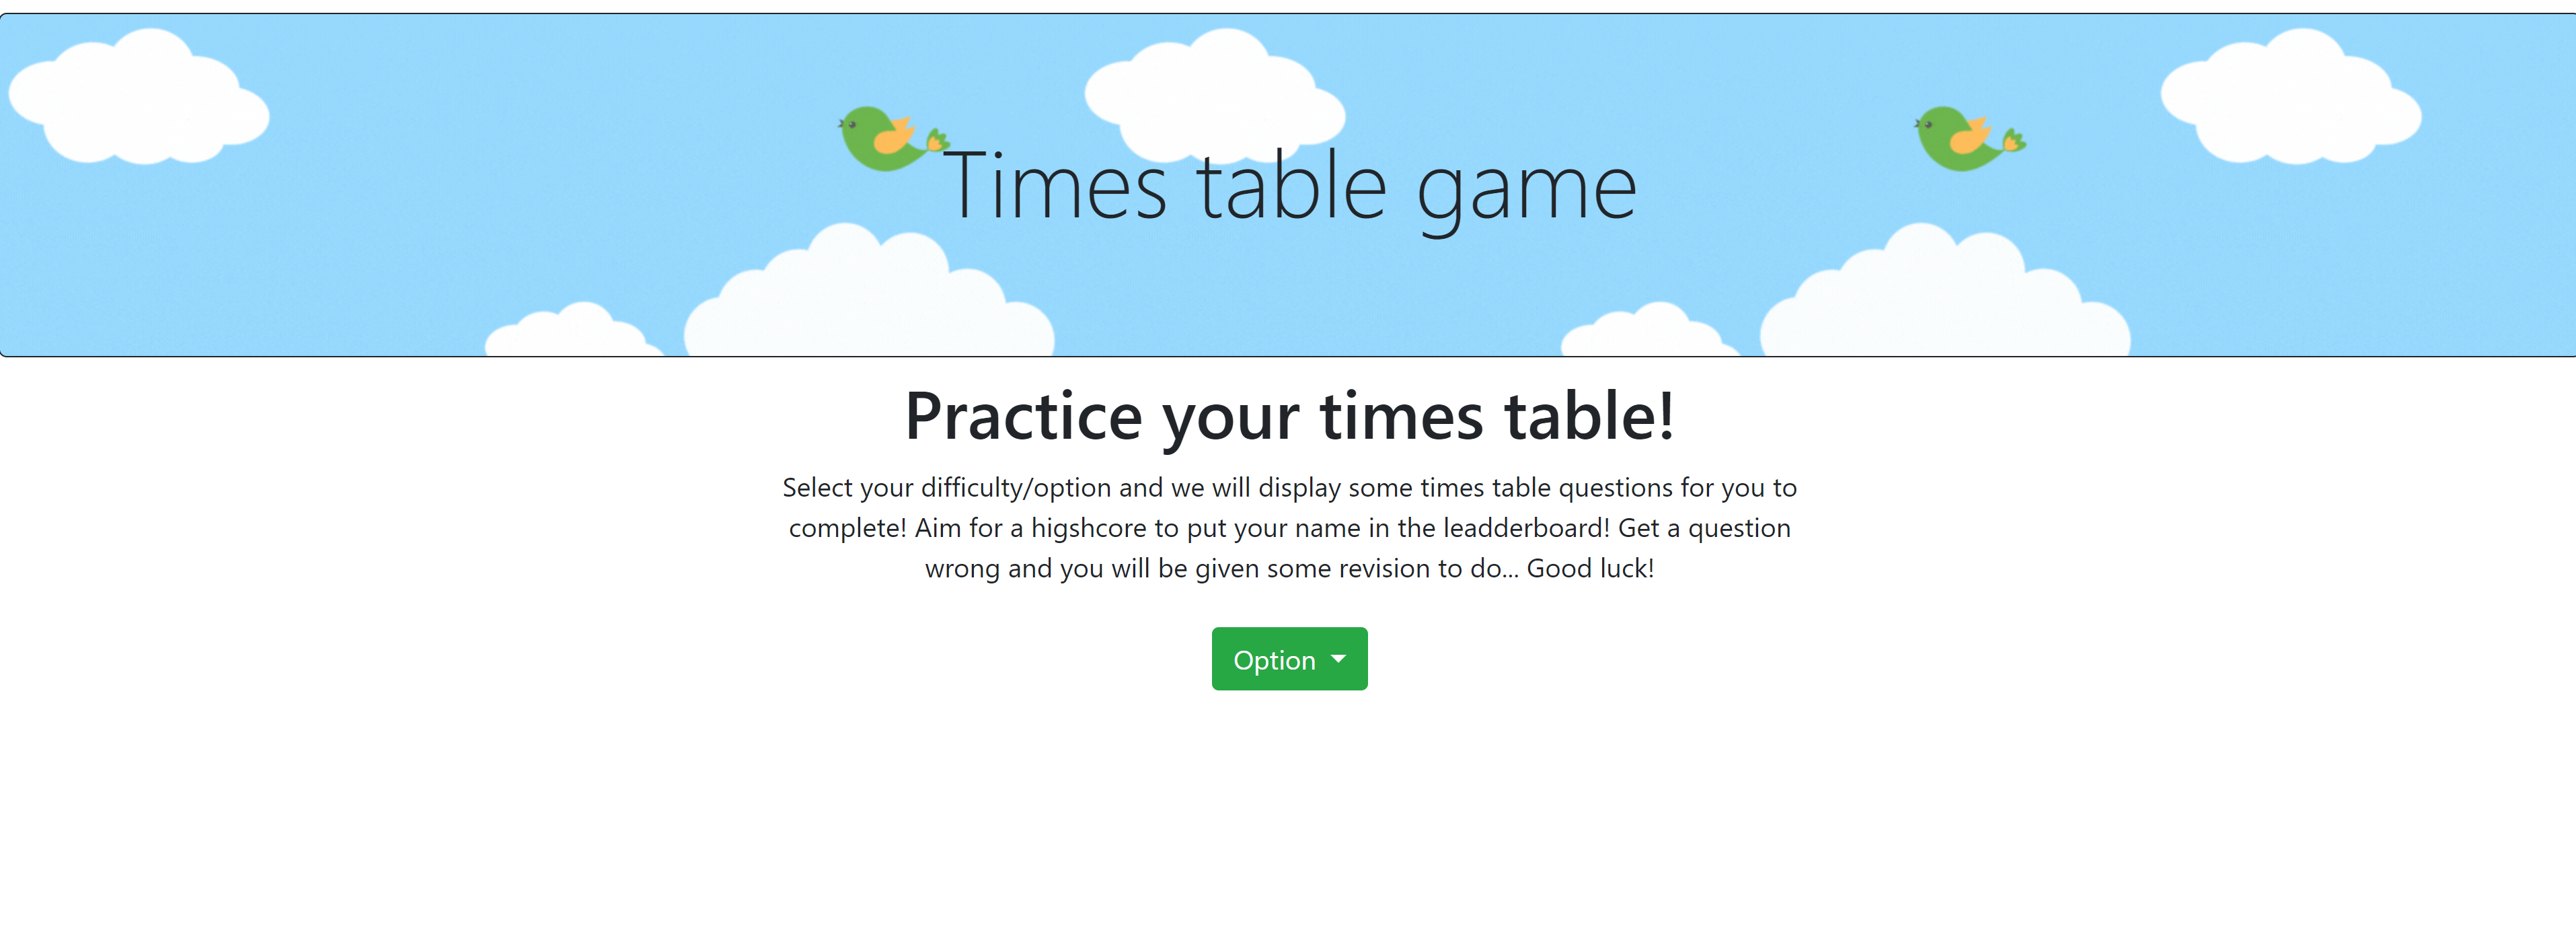 Times table game
Practice your times table!
Select your difficulty/option and we will display some times table questions for you to
complete! Aim for a higshcore to put your name in the leadderboard! Get a question
wrong and you will be given some revision to do... Good luck!
Option